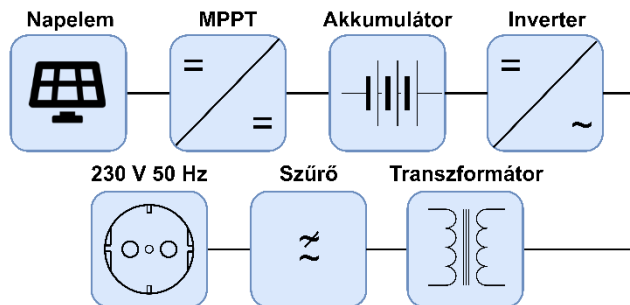 Napelem
MPPT
Akkumulátor
Inverter
=
=
=
~
230 V 50 Hz
Szűrő
Transzformátor